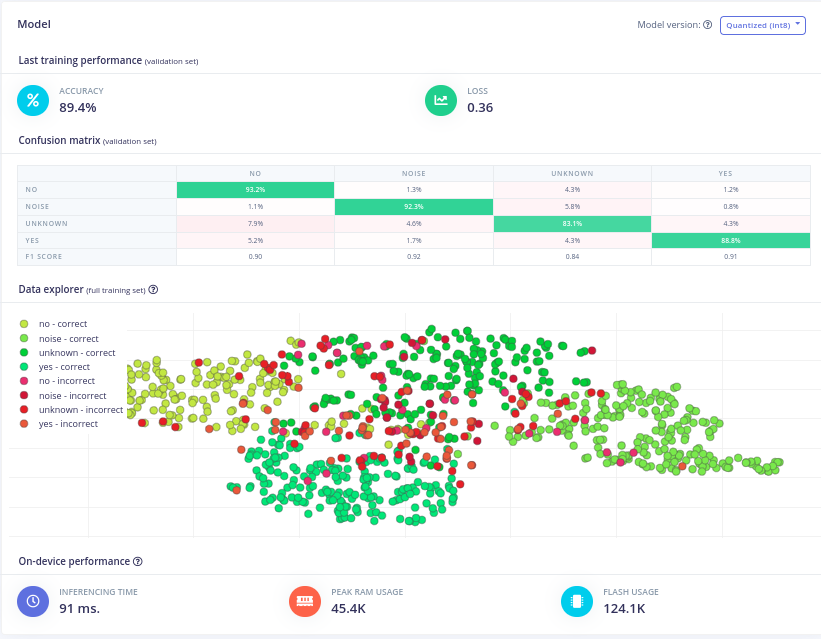 Model
Model version: Quantized (int8)
Last training performance (validation set)
ACCURACY
89.4%
LOSS
0.36
Confusion matrix (validation set)
NO NOISE UNKNOWN YES
NO 93.2% 1.3% 4.3% 1.2%
NOISE 1.1% 92.3% 5.8% 0.8%
UNKNOWN 7.9% 4.6% 83.1% 4.3%
YES 5.2% 1.7% 4.3% 88.8%
F1 SCORE 0.90 0.92 0.84 0.91
Data explorer (full training set)
no - correct
noise - correct
unknown - correct
yes - correct
no - incorrect
noise - incorrect
unknown - incorrect
yes - incorrect
On-device performance
INFERENCING TIME
91 ms.
PEAK RAM USAGE
45.4K
FLASH USAGE
124.1K